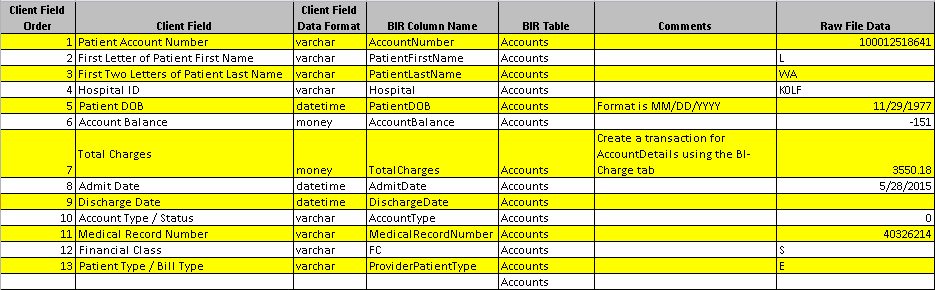 Client Field Order Client Field Client Field Data Format BIR Column Name BIR Table Comments Raw File Data
1 Patient Account Number varchar AccountNumber Accounts 100012518641
2 First Letter of Patient First Name varchar PatientFirstName Accounts L
3 First Two Letters of Patient Last Name varchar PatientLastName Accounts WA
4 Hospital ID varchar Hospital Accounts KOLF
5 Patient DOB datetime PatientDOB Accounts Format is MM/DD/YYYY 11/29/1977
6 Account Balance money AccountBalance Accounts -151
7 Total Charges money TotalCharges Accounts Create a transaction for AccountDetails using the BI-Charge tab 3550.18
8 Admit Date datetime AdmitDate Accounts 5/28/2015
9 Discharge Date datetime DischargeDate Accounts
10 Account Type / Status varchar AccountType Accounts 0
11 Medical Record Number varchar MedicalRecordNumber Accounts 40326214
12 Financial Class varchar FC Accounts S
13 Patient Type / Bill Type varchar ProviderPatientType Accounts E
Accounts